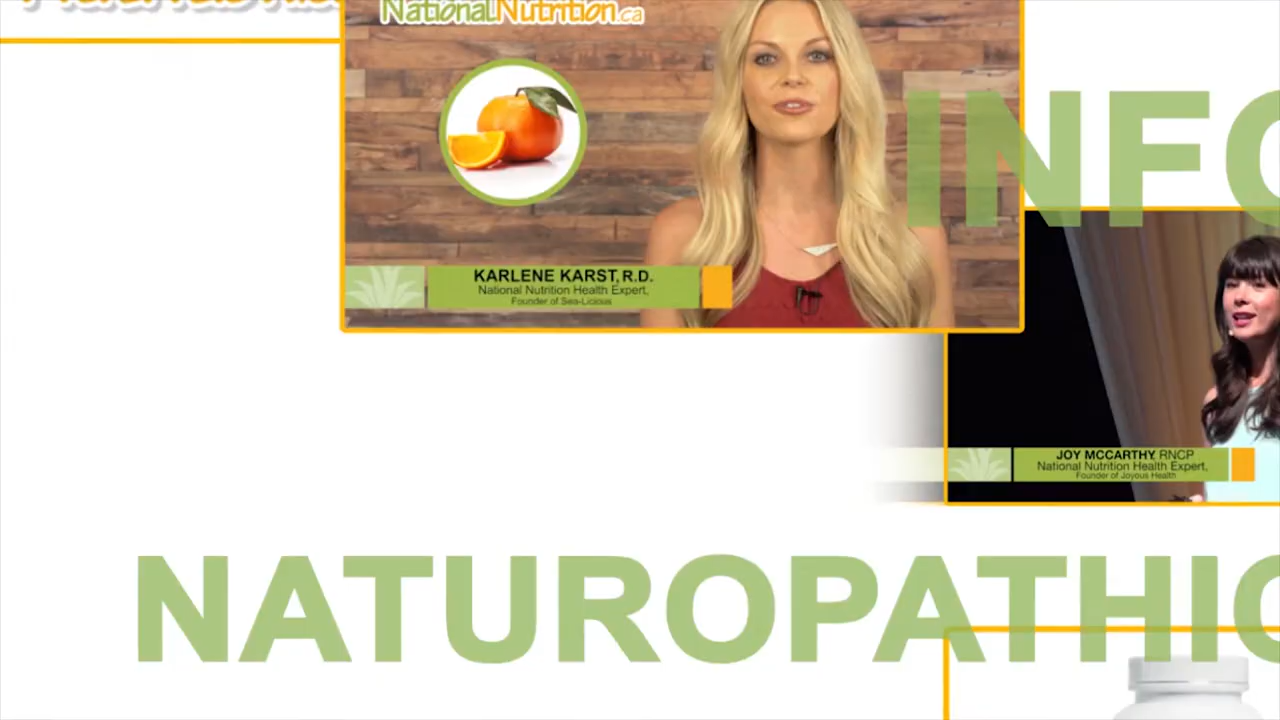 NationalNutrition.ca
INFO
KARLENE KARST, R.D.
National Nutrition Health Expert,
Founder of Sea-Licious
JOY MCCARTHY, RNCP
National Nutrition Health Expert,
Founder of Joyous Health
NATUROPATHIC